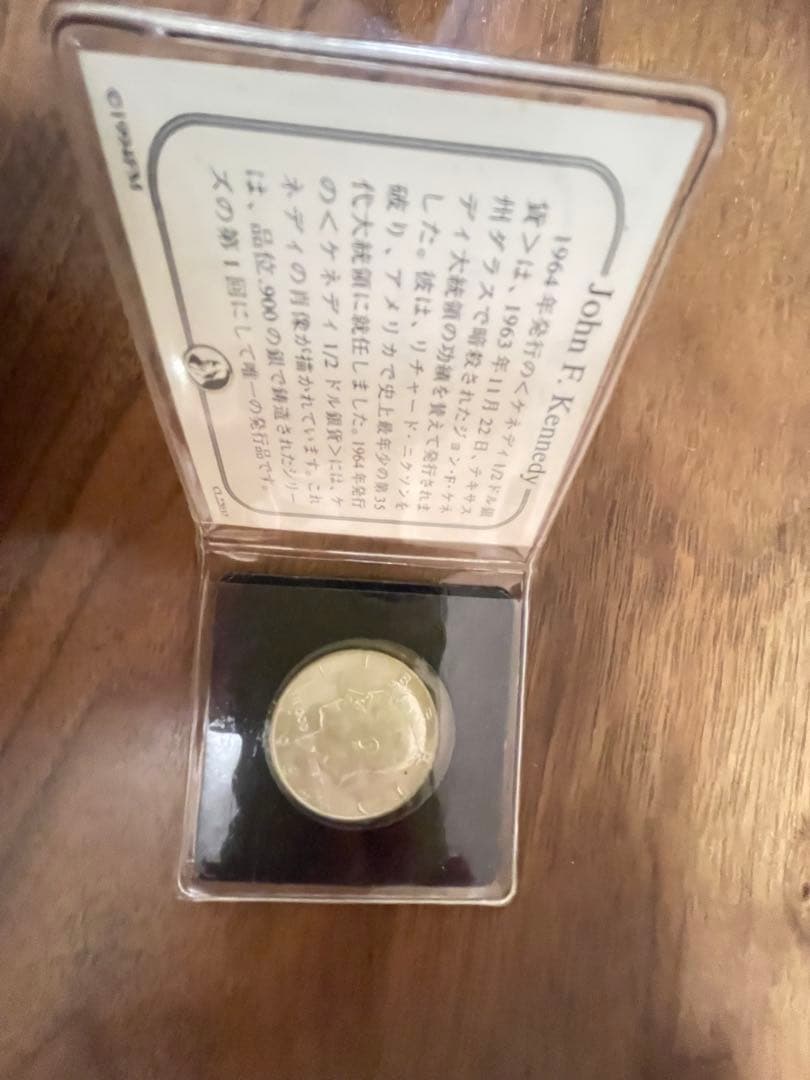 John F. Kennedy
1964年発行の＜ケネディ1/2ドル銀
貨＞は、1963年11月22日、テキサス
州ダラスで暗殺されたジョン・F・ケネ
ディ大統領の功績を讃えて発行されま
した。彼は、リチャード・ニクソンを
破り、アメリカで史上最年少の第35
代大統領に就任しました。1964年発行
の＜ケネディ1/2ドル銀貨＞には、ケ
ネディの肖像が描かれています。これ
は、品位.900の銀で鋳造されたシリー
ズの第1回にして唯一の発行品です。
©1994FM